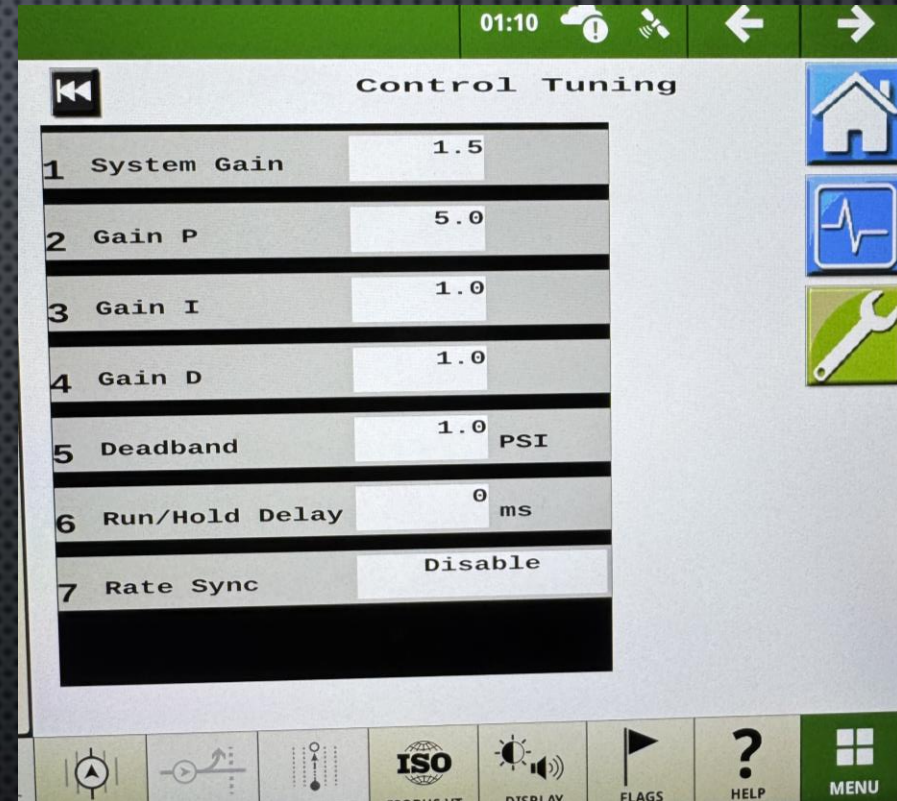 01:10
Control Tuning
1 System Gain 1.5
2 Gain P 5.0
3 Gain I 1.0
4 Gain D 1.0
5 Deadband 1.0 PSI
6 Run/Hold Delay 0 ms
7 Rate Sync Disable
ISO
DISPLAY
FLAGS
? HELP
MENU